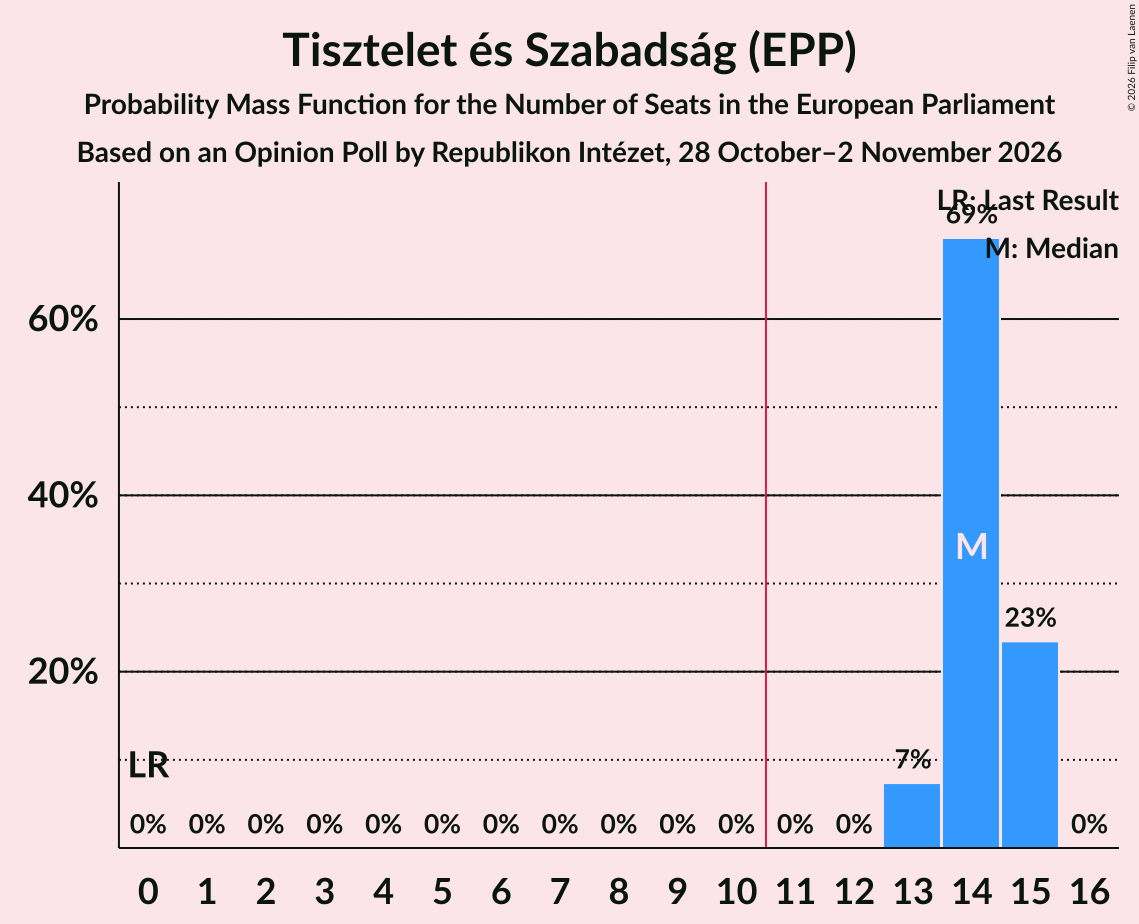 Tisztelet és Szabadság (EPP)
Probability Mass Function for the Number of Seats in the European Parliament
Based on an Opinion Poll by Republikon Intézet, 28 October–2 November 2026
© 2026 Filip van Laenen
LR: Last Result
69%
M: Median
60%
40%
M
23%
20%
LR
7%
0% 0% 0% 0% 0% 0% 0% 0% 0% 0% 0% 0% 0% 0%
0 1 2 3 4 5 6 7 8 9 10 11 12 13 14 15 16